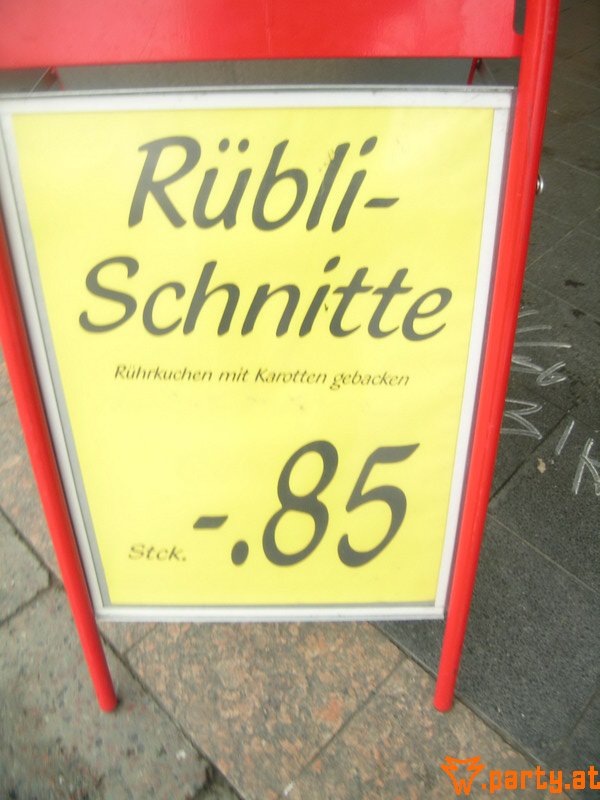 Rübli-
Schnitte
Rührkuchen mit Karotten gebacken
Stck. -.85
.party.at